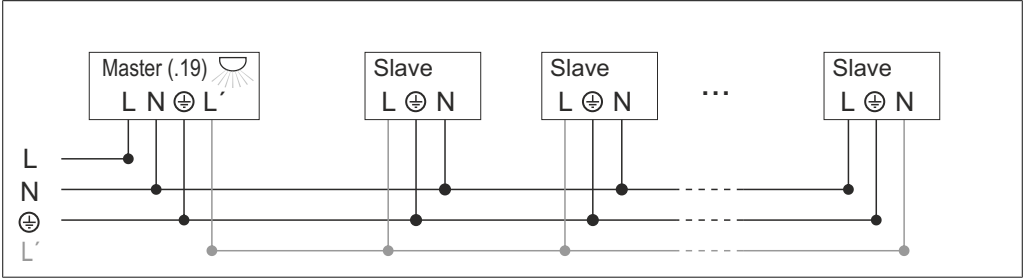 Master (.19)
L N ⏚ L´
Slave
L ⏚ N
Slave
L ⏚ N
...
Slave
L ⏚ N
L
N
⏚
L´